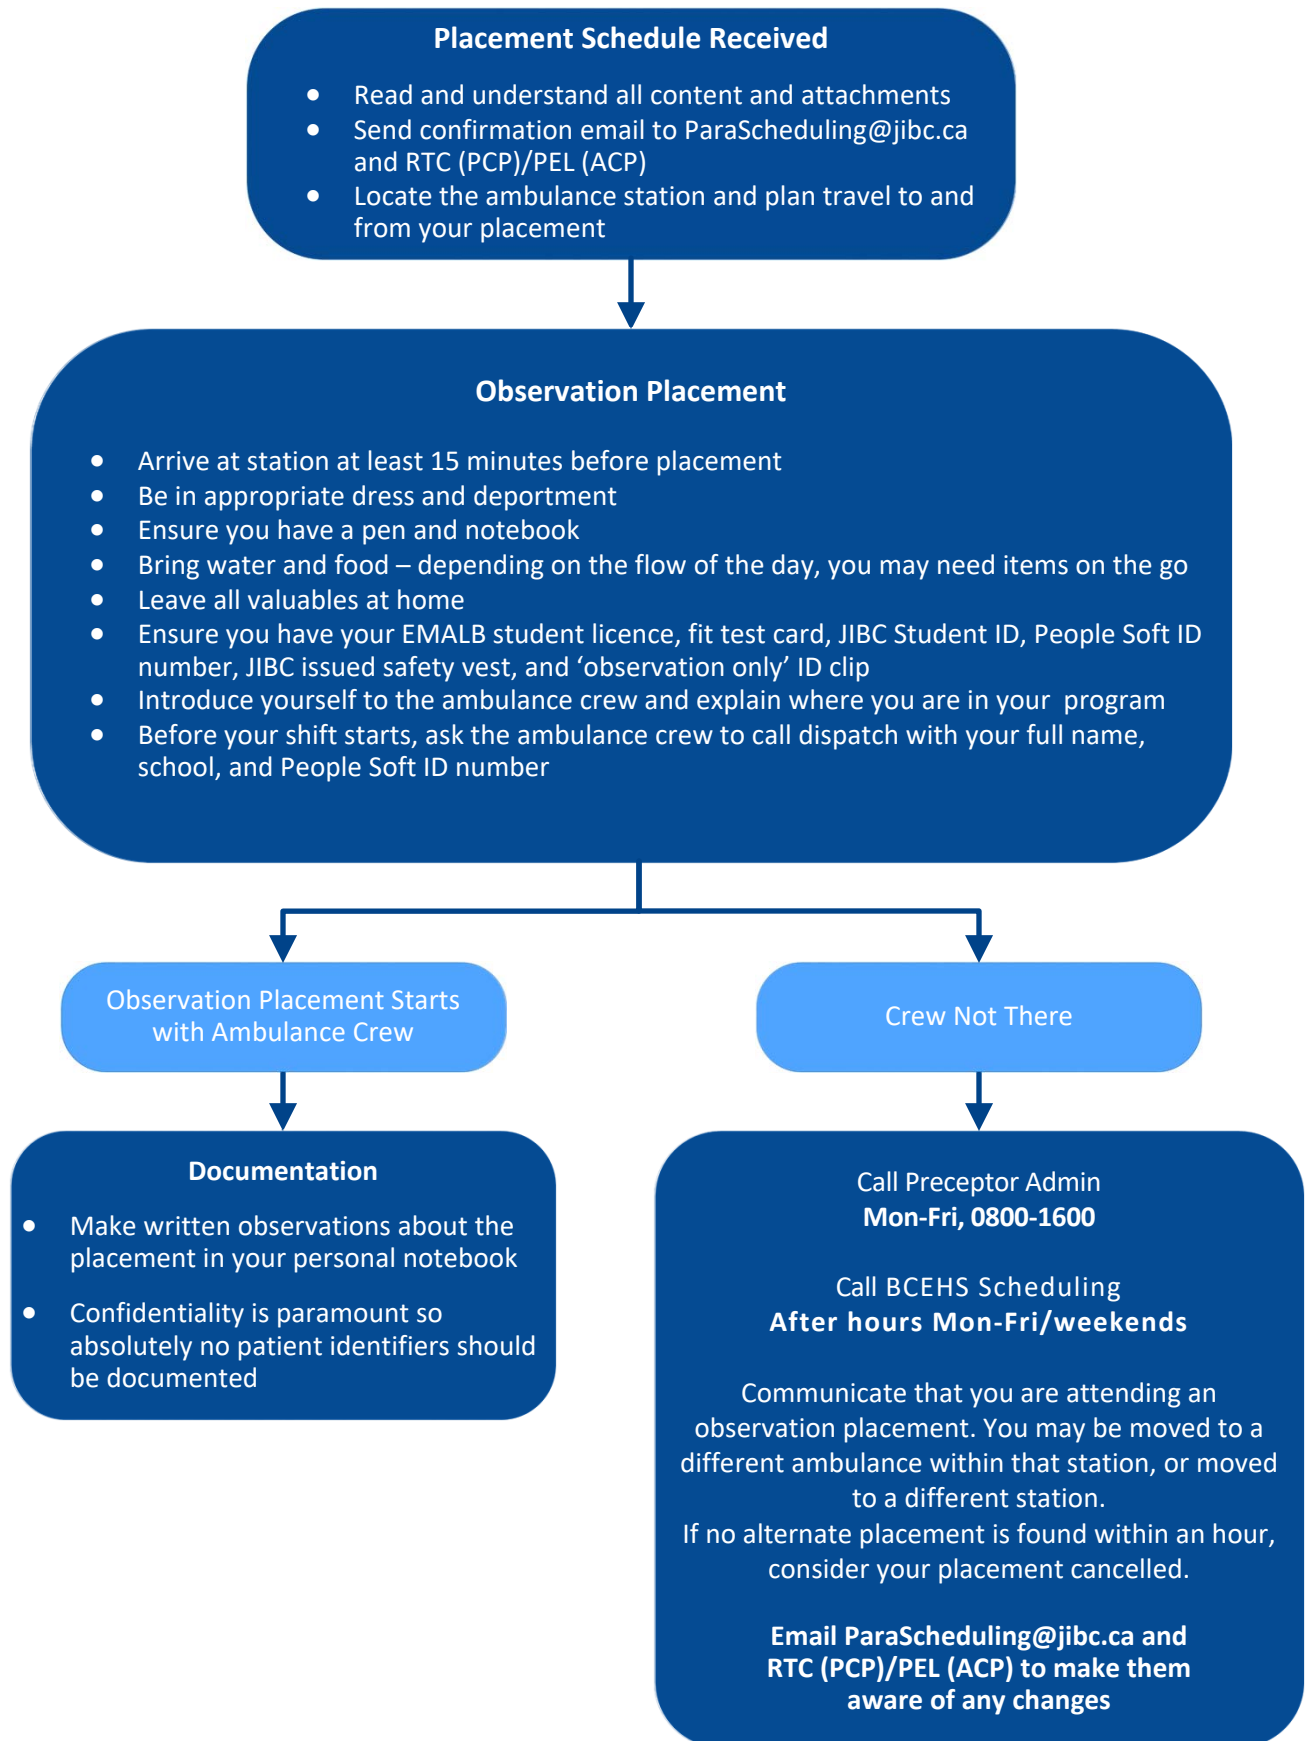 Placement Schedule Received
● Read and understand all content and attachments
● Send confirmation email to ParaScheduling@jibc.ca
and RTC (PCP)/PEL (ACP)
● Locate the ambulance station and plan travel to and
from your placement
Observation Placement
● Arrive at station at least 15 minutes before placement
● Be in appropriate dress and deportment
● Ensure you have a pen and notebook
● Bring water and food – depending on the flow of the day, you may need items on the go
● Leave all valuables at home
● Ensure you have your EMALB student licence, fit test card, JIBC Student ID, People Soft ID
number, JIBC issued safety vest, and ‘observation only’ ID clip
● Introduce yourself to the ambulance crew and explain where you are in your program
● Before your shift starts, ask the ambulance crew to call dispatch with your full name,
school, and People Soft ID number
Observation Placement Starts
with Ambulance Crew
Documentation
● Make written observations about the
placement in your personal notebook
● Confidentiality is paramount so
absolutely no patient identifiers should
be documented
Crew Not There
Call Preceptor Admin
Mon-Fri, 0800-1600
Call BCEHS Scheduling
After hours Mon-Fri/weekends
Communicate that you are attending an
observation placement. You may be moved to a
different ambulance within that station, or moved
to a different station.
If no alternate placement is found within an hour,
consider your placement cancelled.
Email ParaScheduling@jibc.ca and
RTC (PCP)/PEL (ACP) to make them
aware of any changes